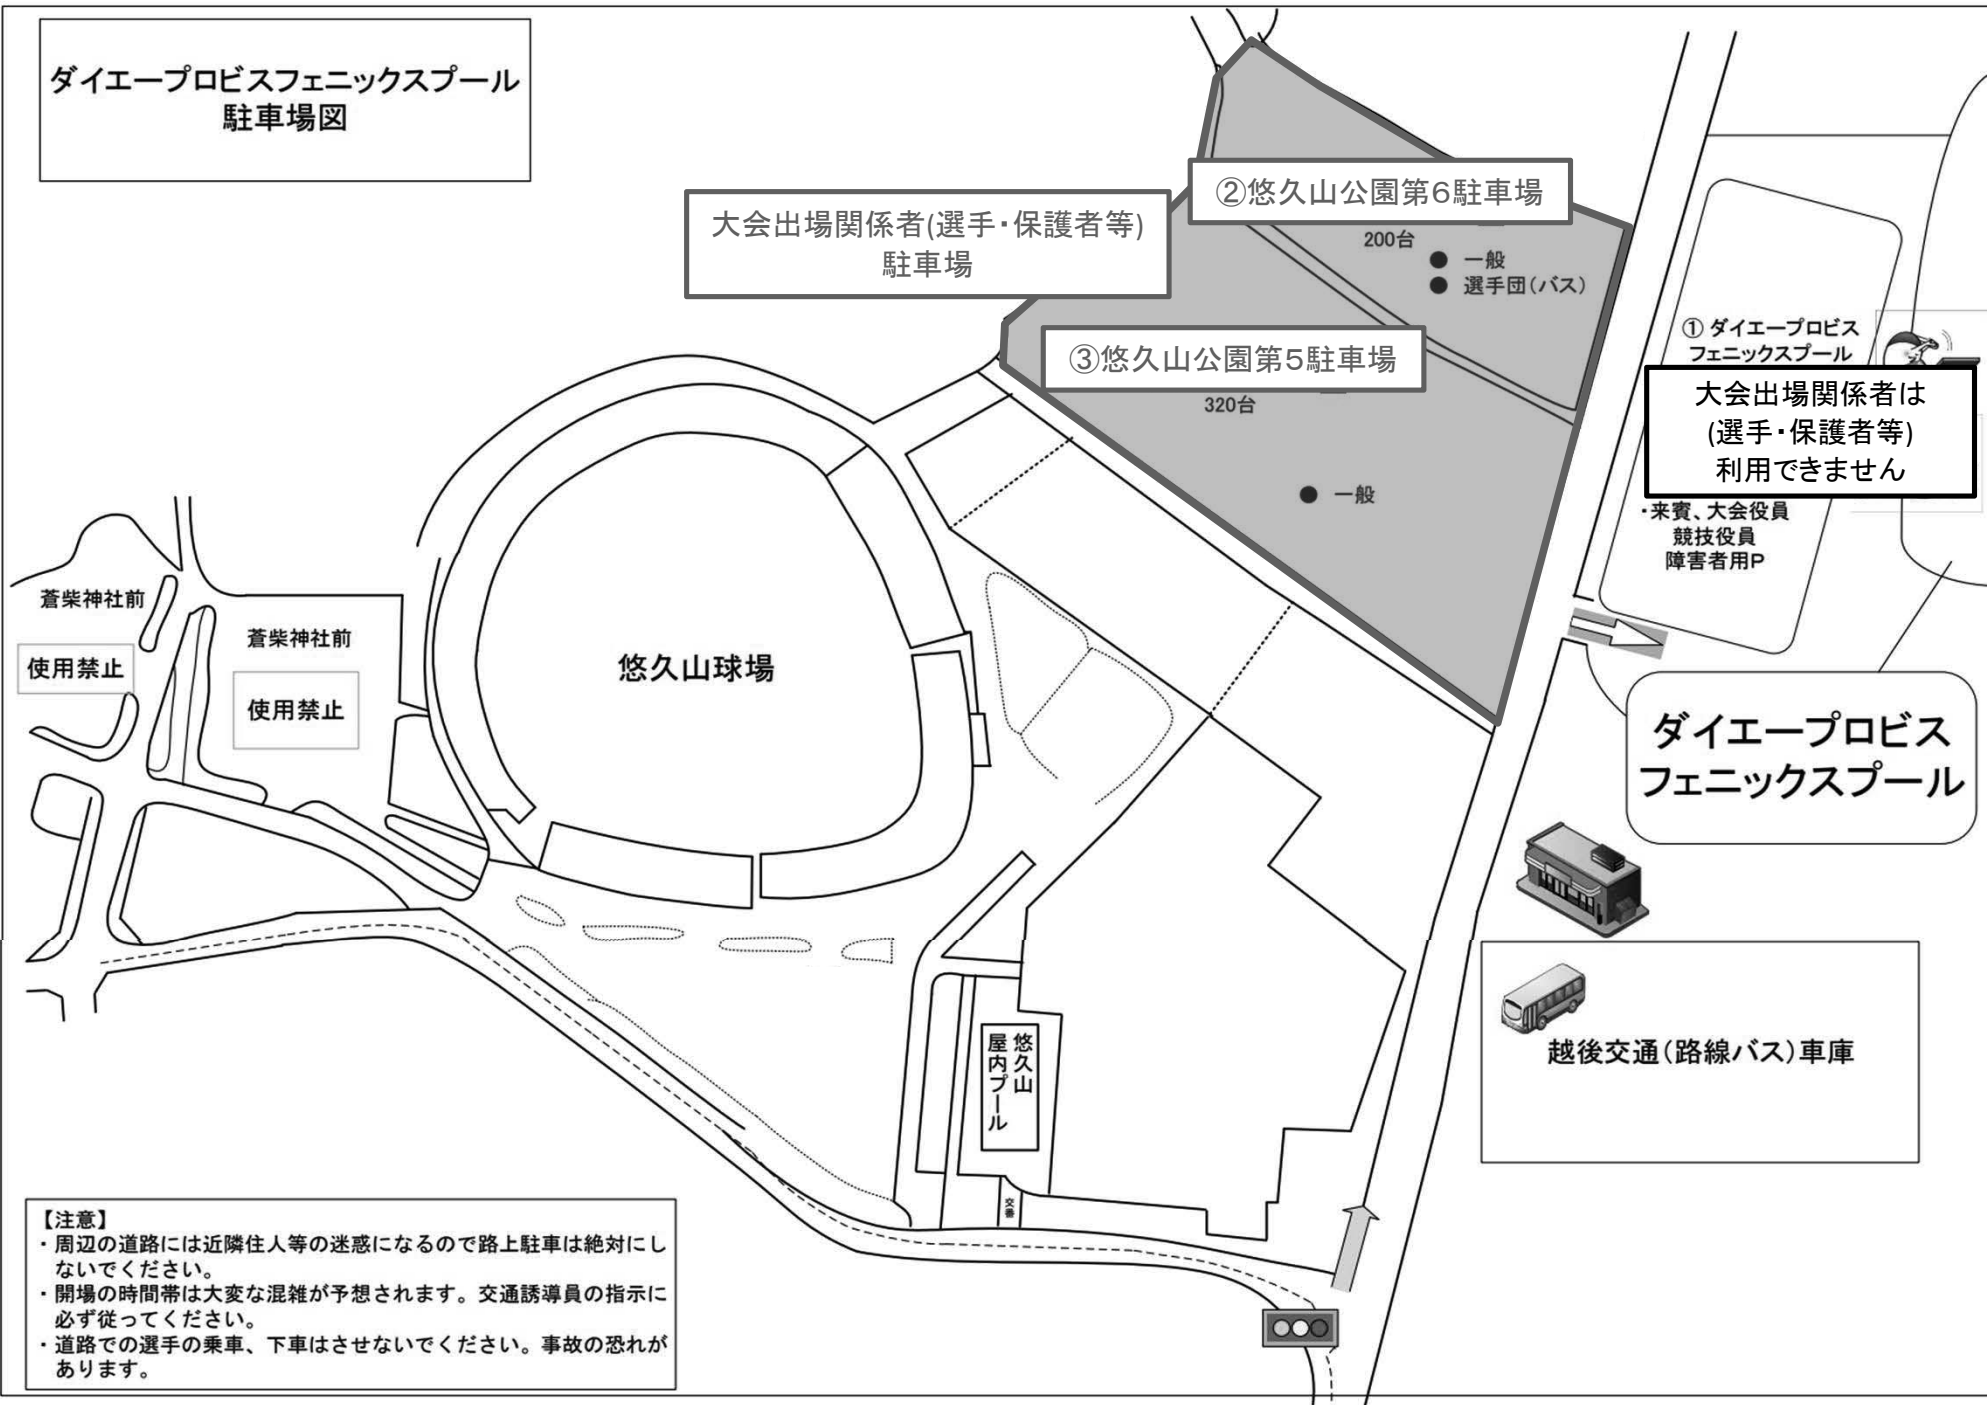 ダイエープロビスフェニックスプール
駐車場図
②悠久山公園第6駐車場
200台
● 一般
● 選手団(バス)
大会出場関係者(選手・保護者等)
駐車場
③悠久山公園第5駐車場
320台
● 一般
① ダイエープロビス
フェニックスプール
大会出場関係者は
(選手・保護者等)
利用できません
・来賓、大会役員
競技役員
障害者用P
蒼柴神社前
使用禁止
蒼柴神社前
使用禁止
悠久山球場
ダイエープロビス
フェニックスプール
越後交通(路線バス)車庫
悠久山
屋内プール
交番
【注意】
・周辺の道路には近隣住人等の迷惑になるので路上駐車は絶対にし
ないでください。
・開場の時間帯は大変な混雑が予想されます。交通誘導員の指示に
必ず従ってください。
・道路での選手の乗車、下車はさせないでください。事故の恐れが
あります。